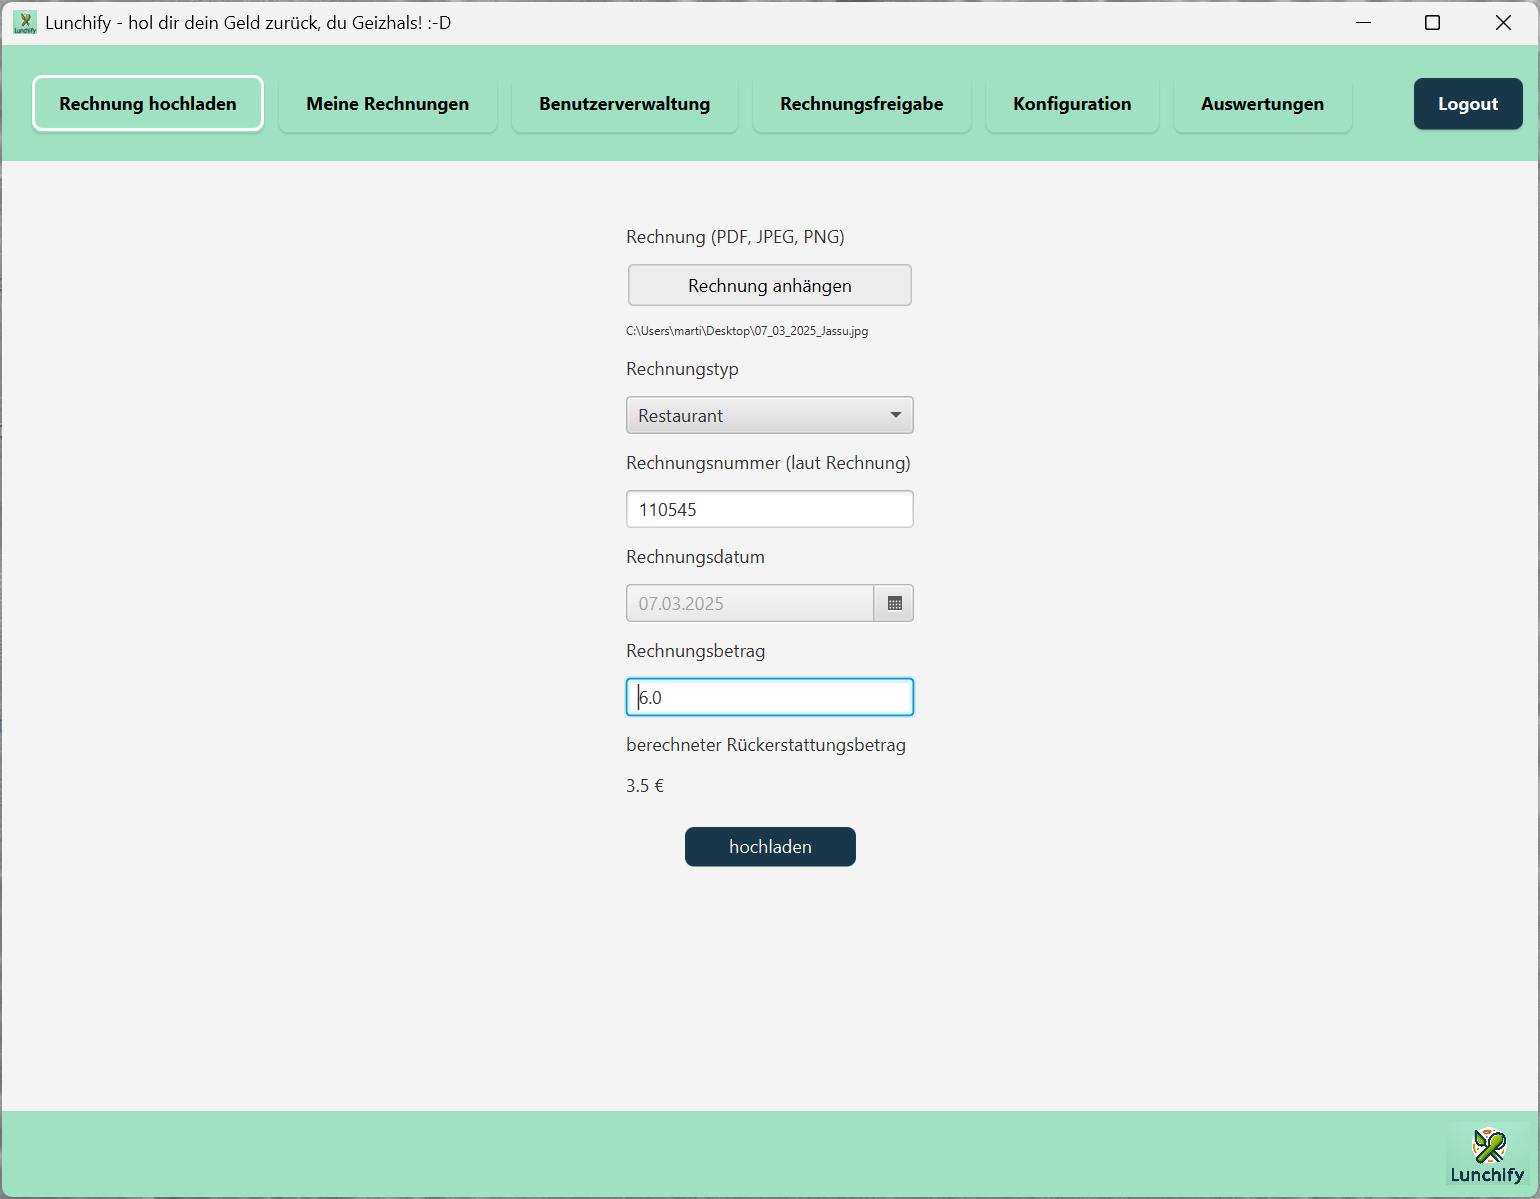 Lunchify - hol dir dein Geld zurück, du Geizhals! :-D
Rechnung hochladen
Meine Rechnungen
Benutzerverwaltung
Rechnungsfreigabe
Konfiguration
Auswertungen
Logout
Rechnung (PDF, JPEG, PNG)
Rechnung anhängen
C:\Users\marti\Desktop\07_03_2025_Jassu.jpg
Rechnungstyp
Restaurant
Rechnungsnummer (laut Rechnung)
110545
Rechnungsdatum
07.03.2025
Rechnungsbetrag
6.0
berechneter Rückerstattungsbetrag
3.5 €
hochladen
Lunchify